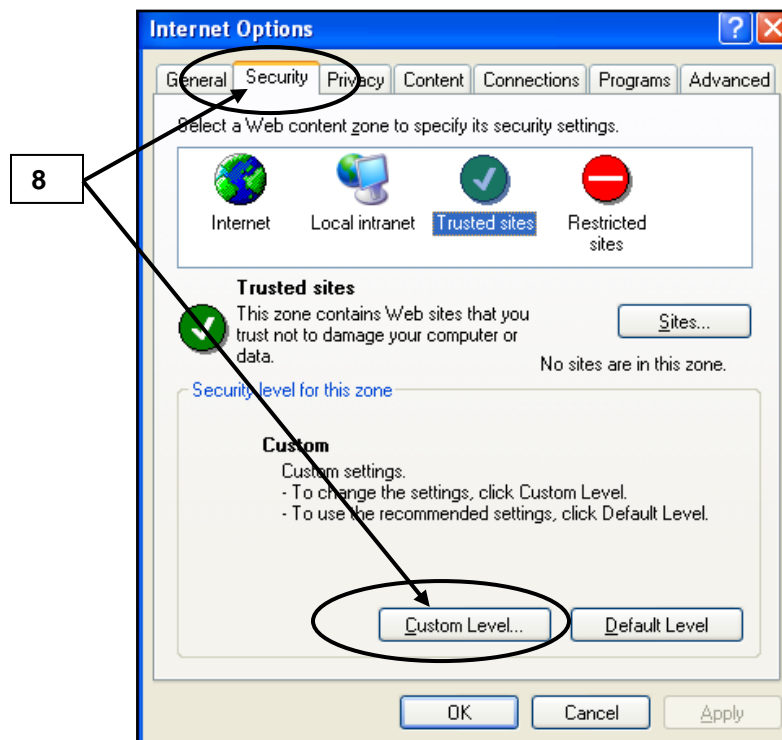 Internet Options
General Security Privacy Content Connections Programs Advanced
Select a Web content zone to specify its security settings.
8
Internet Local intranet Trusted sites Restricted sites
Trusted sites
This zone contains Web sites that you
trust not to damage your computer or
data.
Sites...
No sites are in this zone.
Security level for this zone
Custom
Custom settings.
- To change the settings, click Custom Level.
- To use the recommended settings, click Default Level.
Custom Level... Default Level
OK Cancel Apply